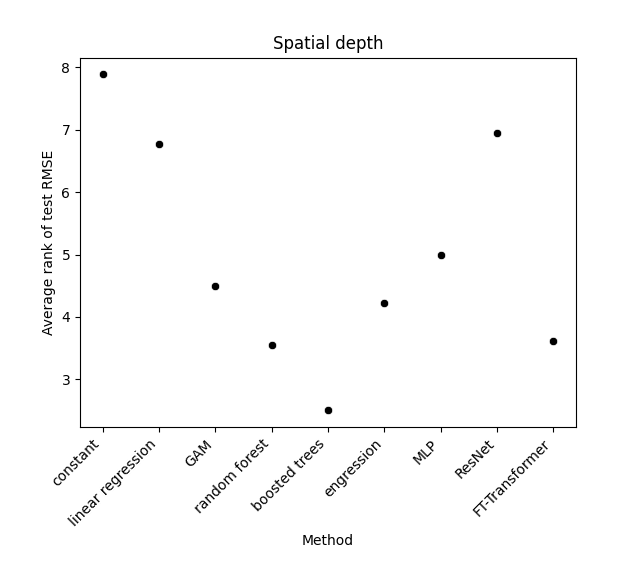 Spatial depth
Average rank of test RMSE
8
7
6
5
4
3
constant
linear regression
GAM
random forest
boosted trees
engression
MLP
ResNet
FT-Transformer
Method